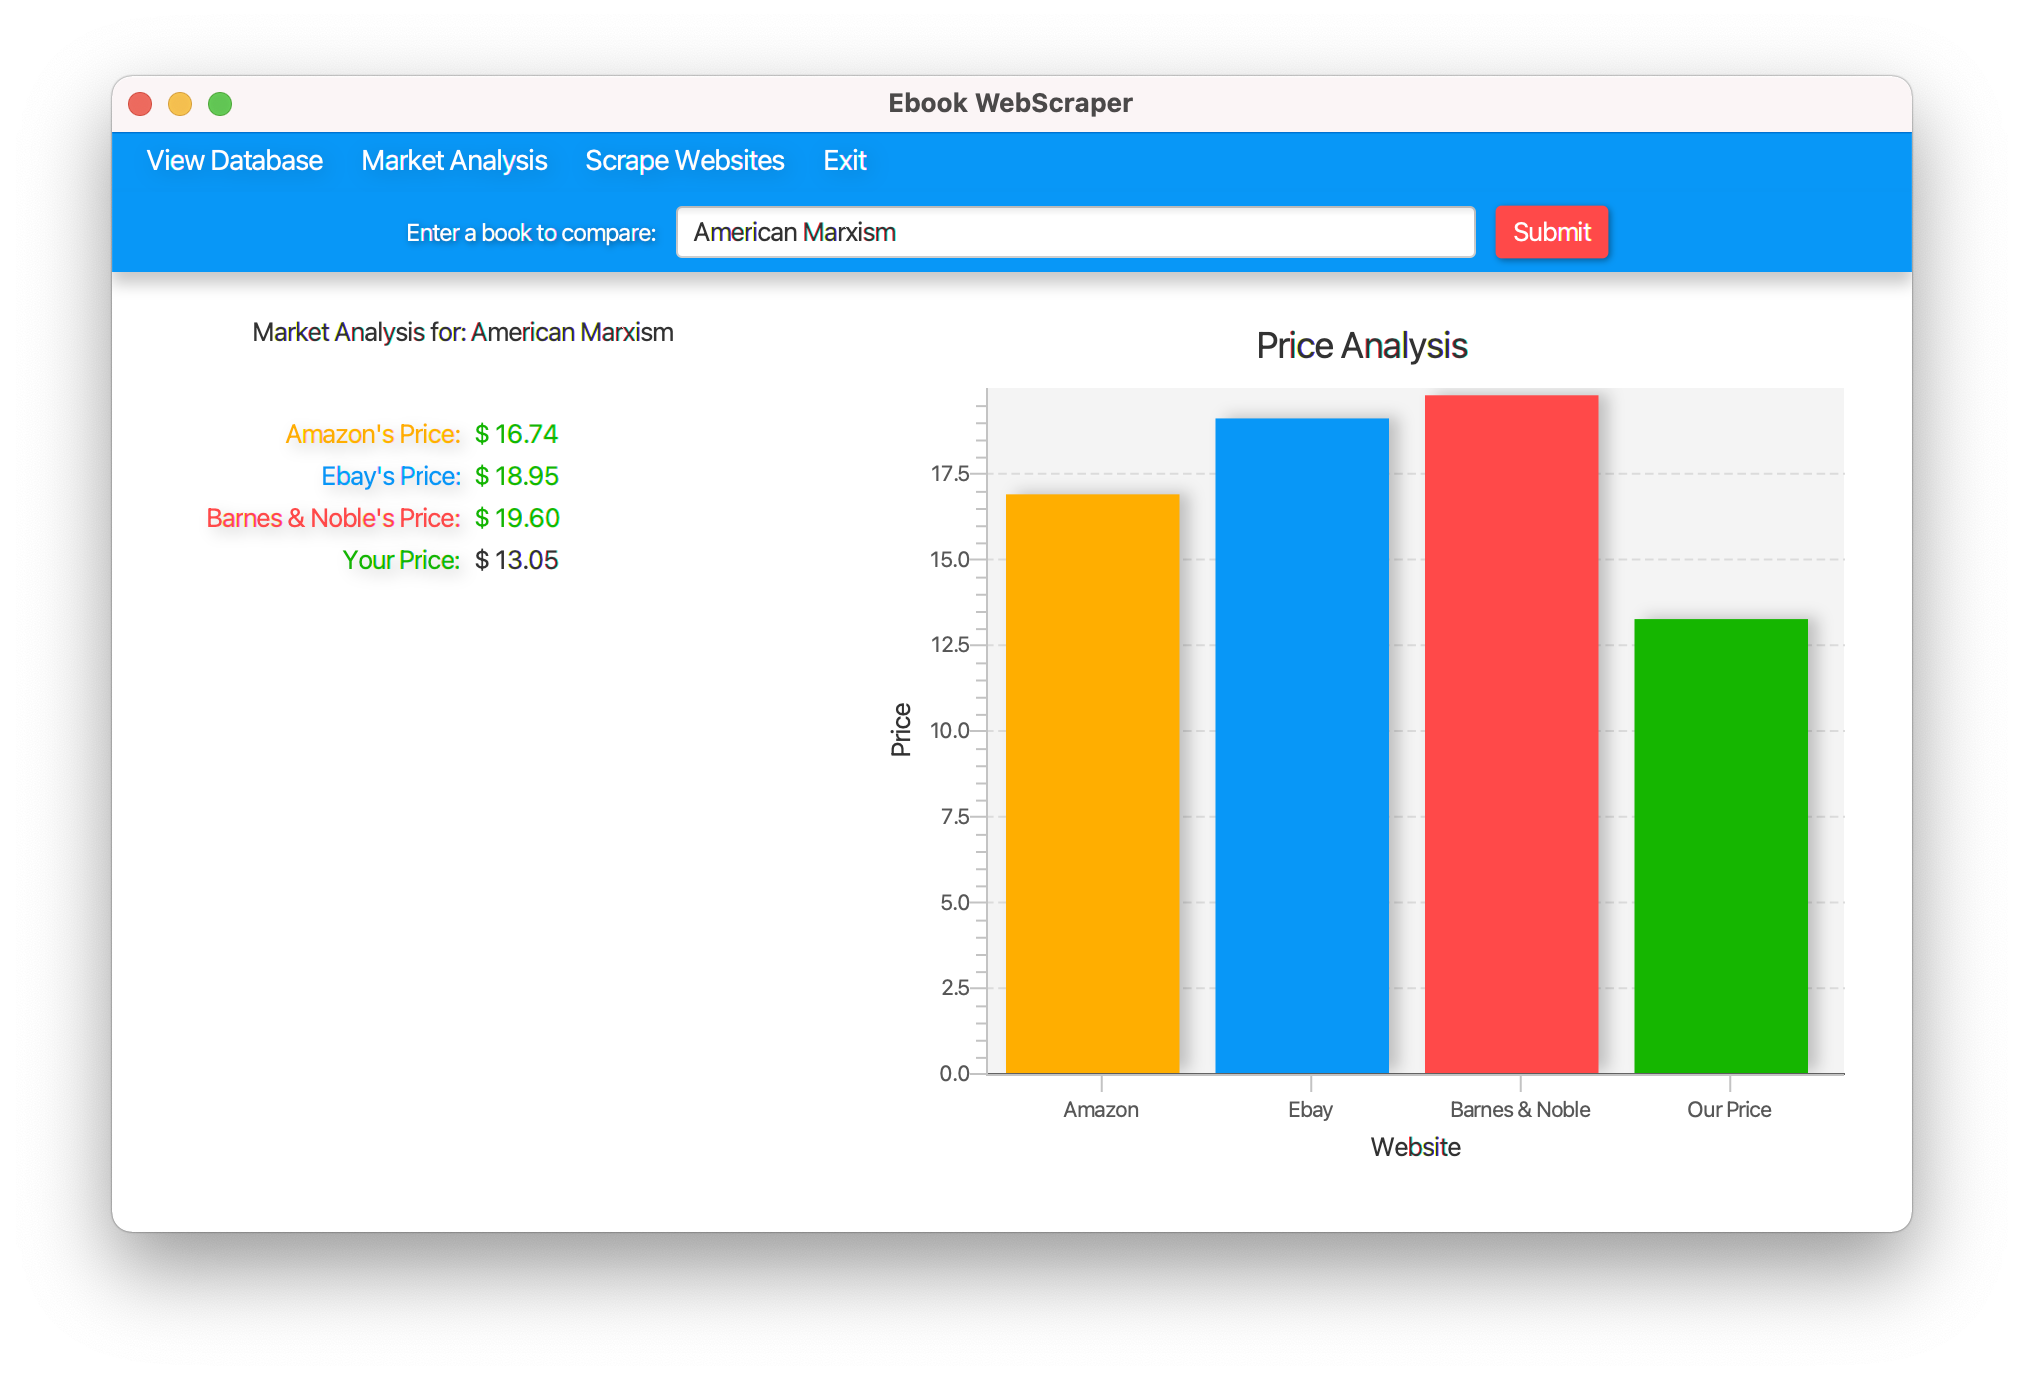 Ebook WebScraper
View Database Market Analysis Scrape Websites Exit
Enter a book to compare: American Marxism Submit
Market Analysis for: American Marxism
Amazon's Price: $ 16.74
Ebay's Price: $ 18.95
Barnes & Noble's Price: $ 19.60
Your Price: $ 13.05
Price Analysis
17.5
15.0
12.5
10.0
7.5
5.0
2.5
0.0
Price
Amazon Ebay Barnes & Noble Our Price
Website